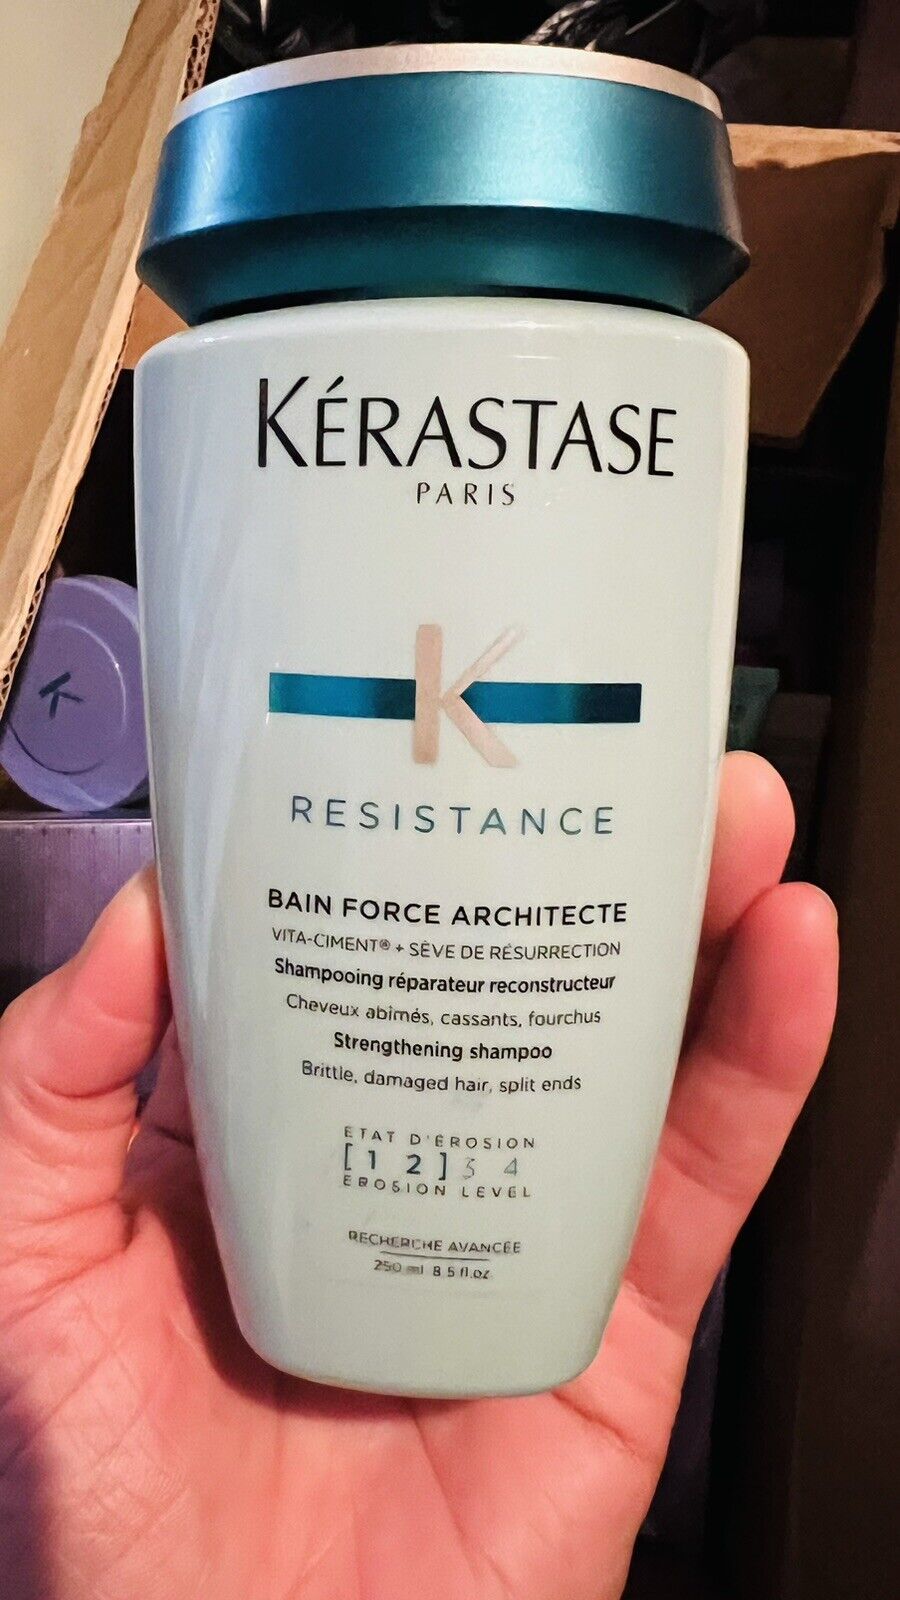 KÉRASTASE
PARIS
K
RESISTANCE
BAIN FORCE ARCHITECTE
VITA-CIMENT® + SÈVE DE RÉSURRECTION
Shampooing réparateur reconstructeur
Cheveux abîmés, cassants, fourchus
Strengthening shampoo
Brittle, damaged hair, split ends
ÉTAT D'ÉROSION
[1 2] 3 4
EROSION LEVEL
RECHERCHE AVANCÉE
250 ml 8.5 fl.oz
K